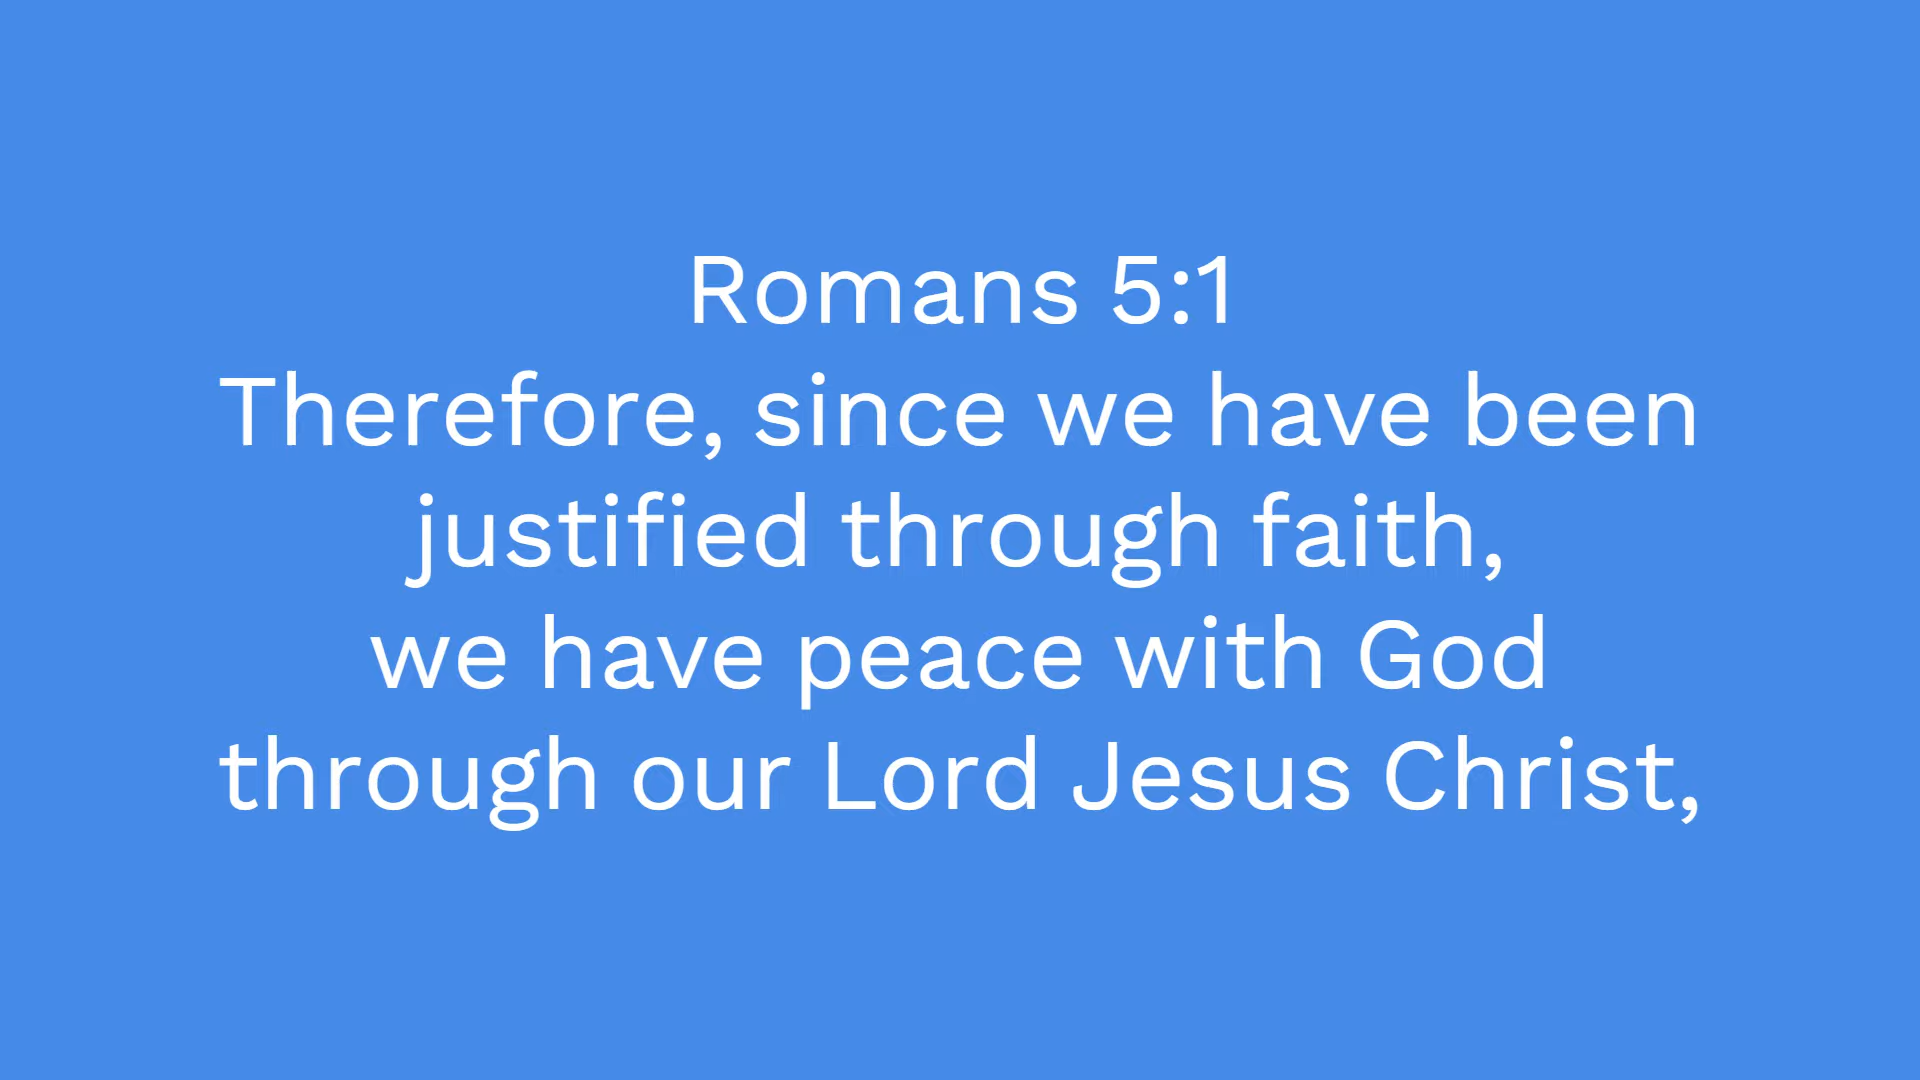 Romans 5:1
Therefore, since we have been
justified through faith,
we have peace with God
through our Lord Jesus Christ,